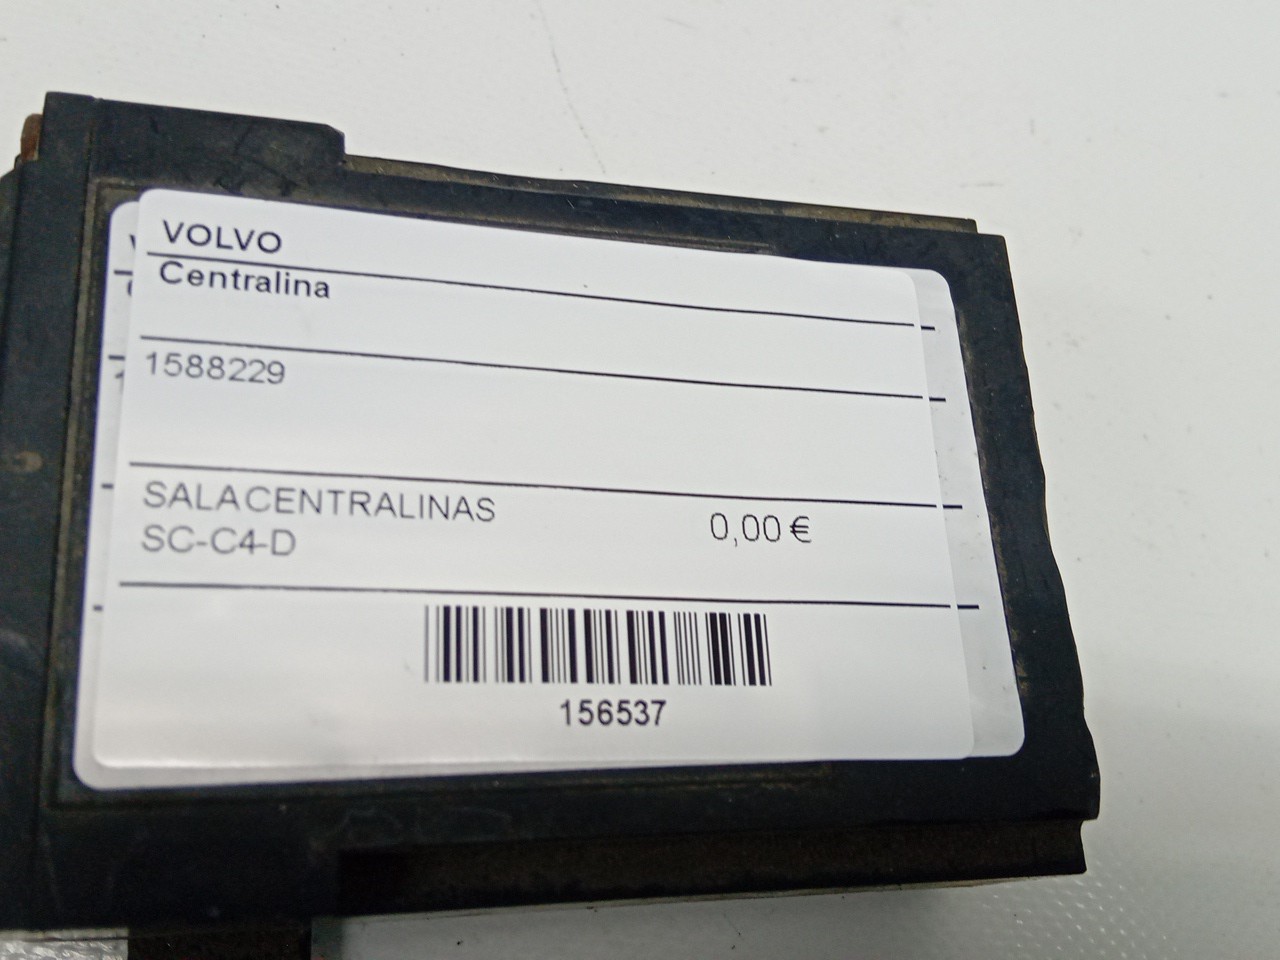 VOLVO
Centralina
1588229
SALACENTRALINAS
SC-C4-D
0,00 €
156537